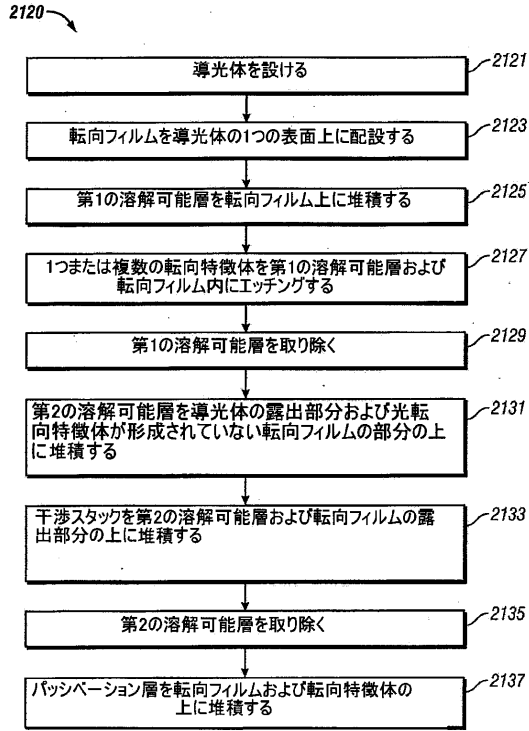 2120
導光体を設ける
2121
転向フィルムを導光体の1つの表面上に配設する
2123
第1の溶解可能層を転向フィルム上に堆積する
2125
1つまたは複数の転向特徴体を第1の溶解可能層および
転向フィルム内にエッチングする
2127
第1の溶解可能層を取り除く
2129
第2の溶解可能層を導光体の露出部分および光転
向特徴体が形成されていない転向フィルムの部分の上
に堆積する
2131
干渉スタックを第2の溶解可能層および転向フィルムの露
出部分の上に堆積する
2133
第2の溶解可能層を取り除く
2135
パッシベーション層を転向フィルムおよび転向特徴体の
上に堆積する
2137